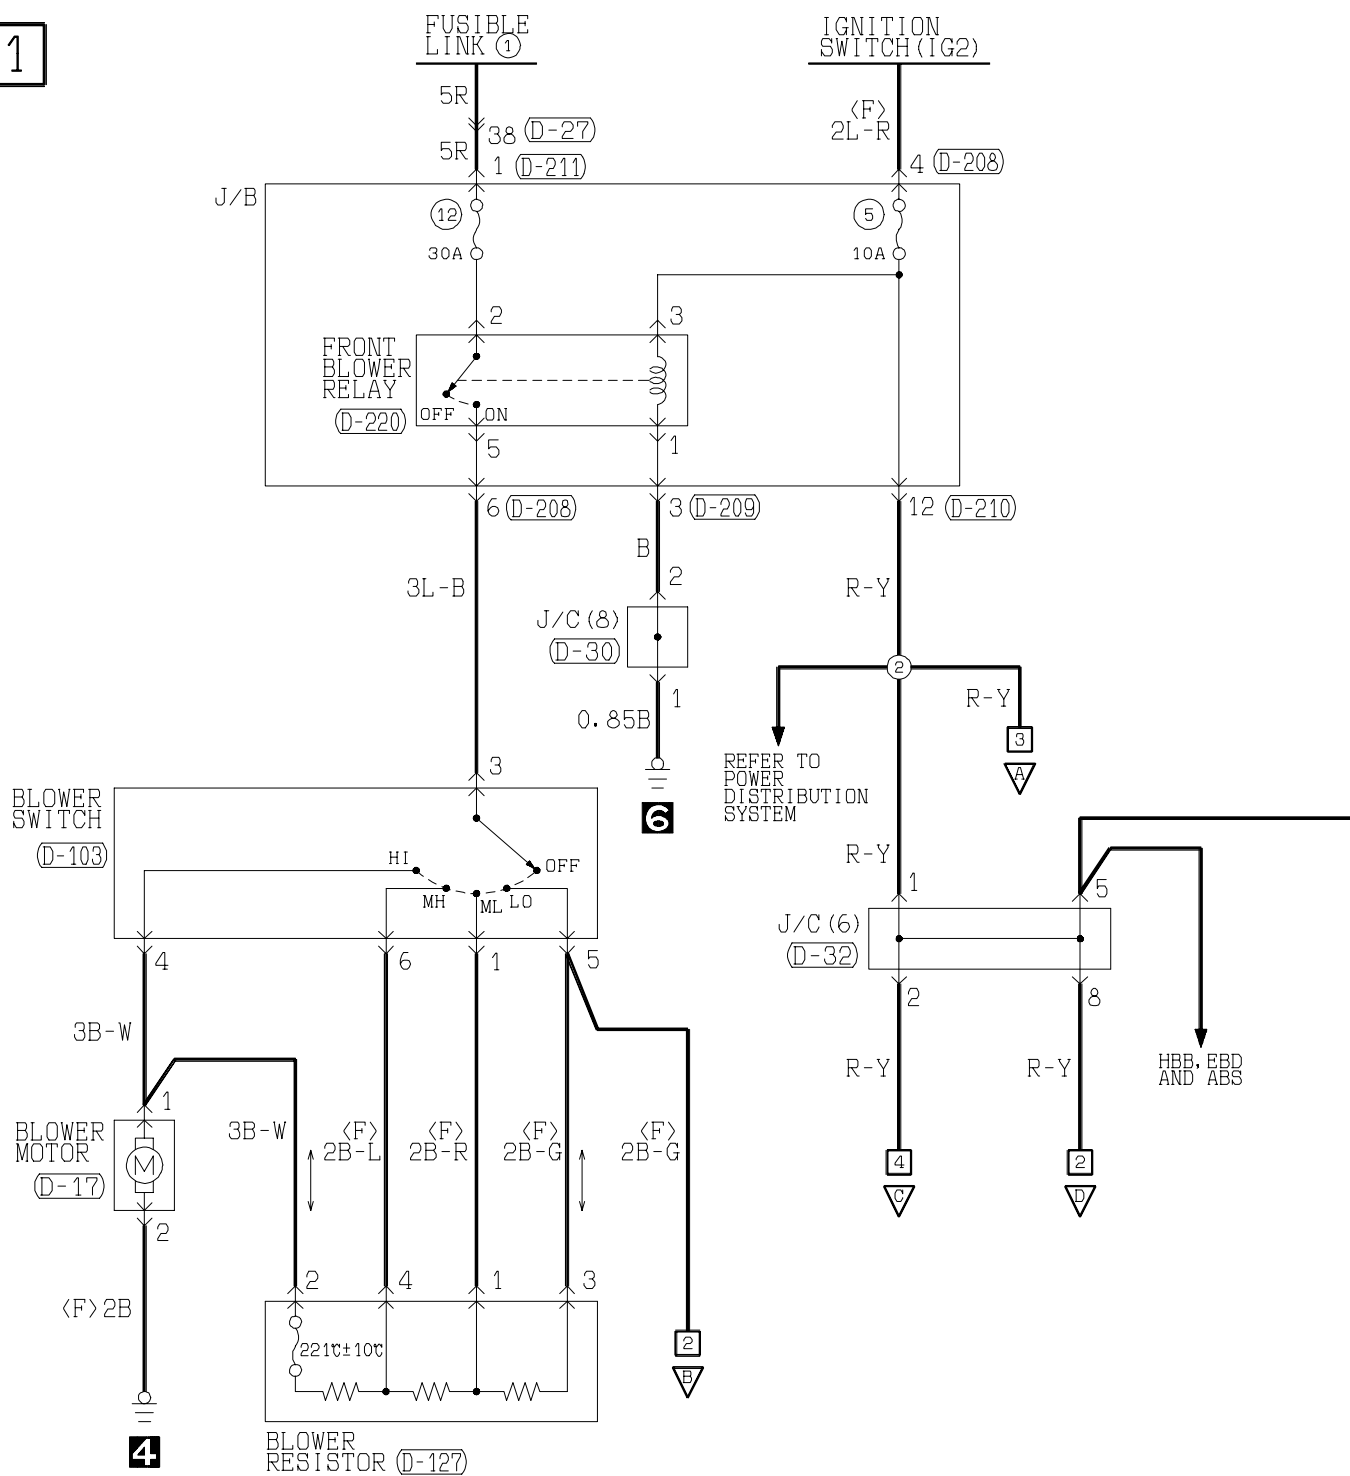 1
FUSIBLE
LINK ①
IGNITION
SWITCH(IG2)
5R
<F>
2L-R
38 (D-27)
5R
1 (D-211)
4 (D-208)
J/B
12
5
30A
10A
2
3
FRONT
BLOWER
RELAY
(D-220)
OFF
ON
5
1
6 (D-208)
3 (D-209)
12 (D-210)
B
2
3L-B
R-Y
J/C(8)
(D-30)
2
1
R-Y
0.85B
3
A
REFER TO
POWER
DISTRIBUTION
SYSTEM
3
6
BLOWER
SWITCH
(D-103)
HI
OFF
MH
ML
LO
R-Y
1
5
J/C(6)
(D-32)
4
6
1
5
2
8
3B-W
R-Y
R-Y
HBB,EBD
AND ABS
1
BLOWER
MOTOR
(D-17)
M
3B-W
<F>
2B-L
<F>
2B-R
<F>
2B-G
<F>
2B-G
4
C
2
D
2
2
4
1
3
<F>2B
221℃±10℃
2
B
4
BLOWER
RESISTOR (D-127)